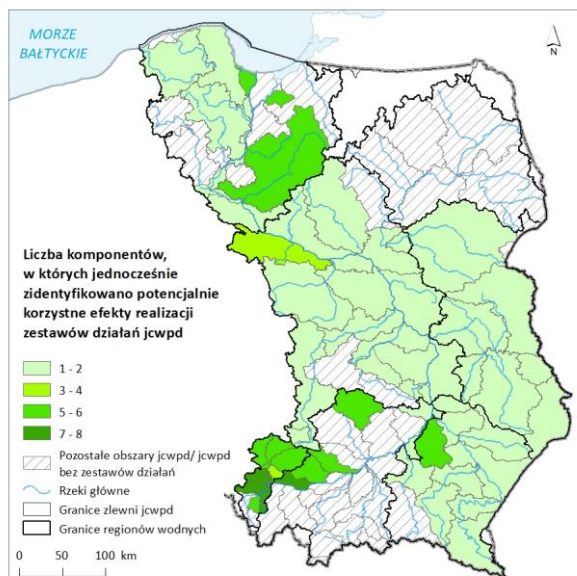 MORZE
BAŁTYCKIE
N
Liczba komponentów,
w których jednocześnie
zidentyfikowano potencjalnie
korzystne efekty realizacji
zestawów działań jcwpd
1 - 2
3 - 4
5 - 6
7 - 8
Pozostałe obszary jcwpd/ jcwpd
bez zestawów działań
Rzeki główne
Granice zlewni jcwpd
Granice regionów wodnych
0 50 100 km